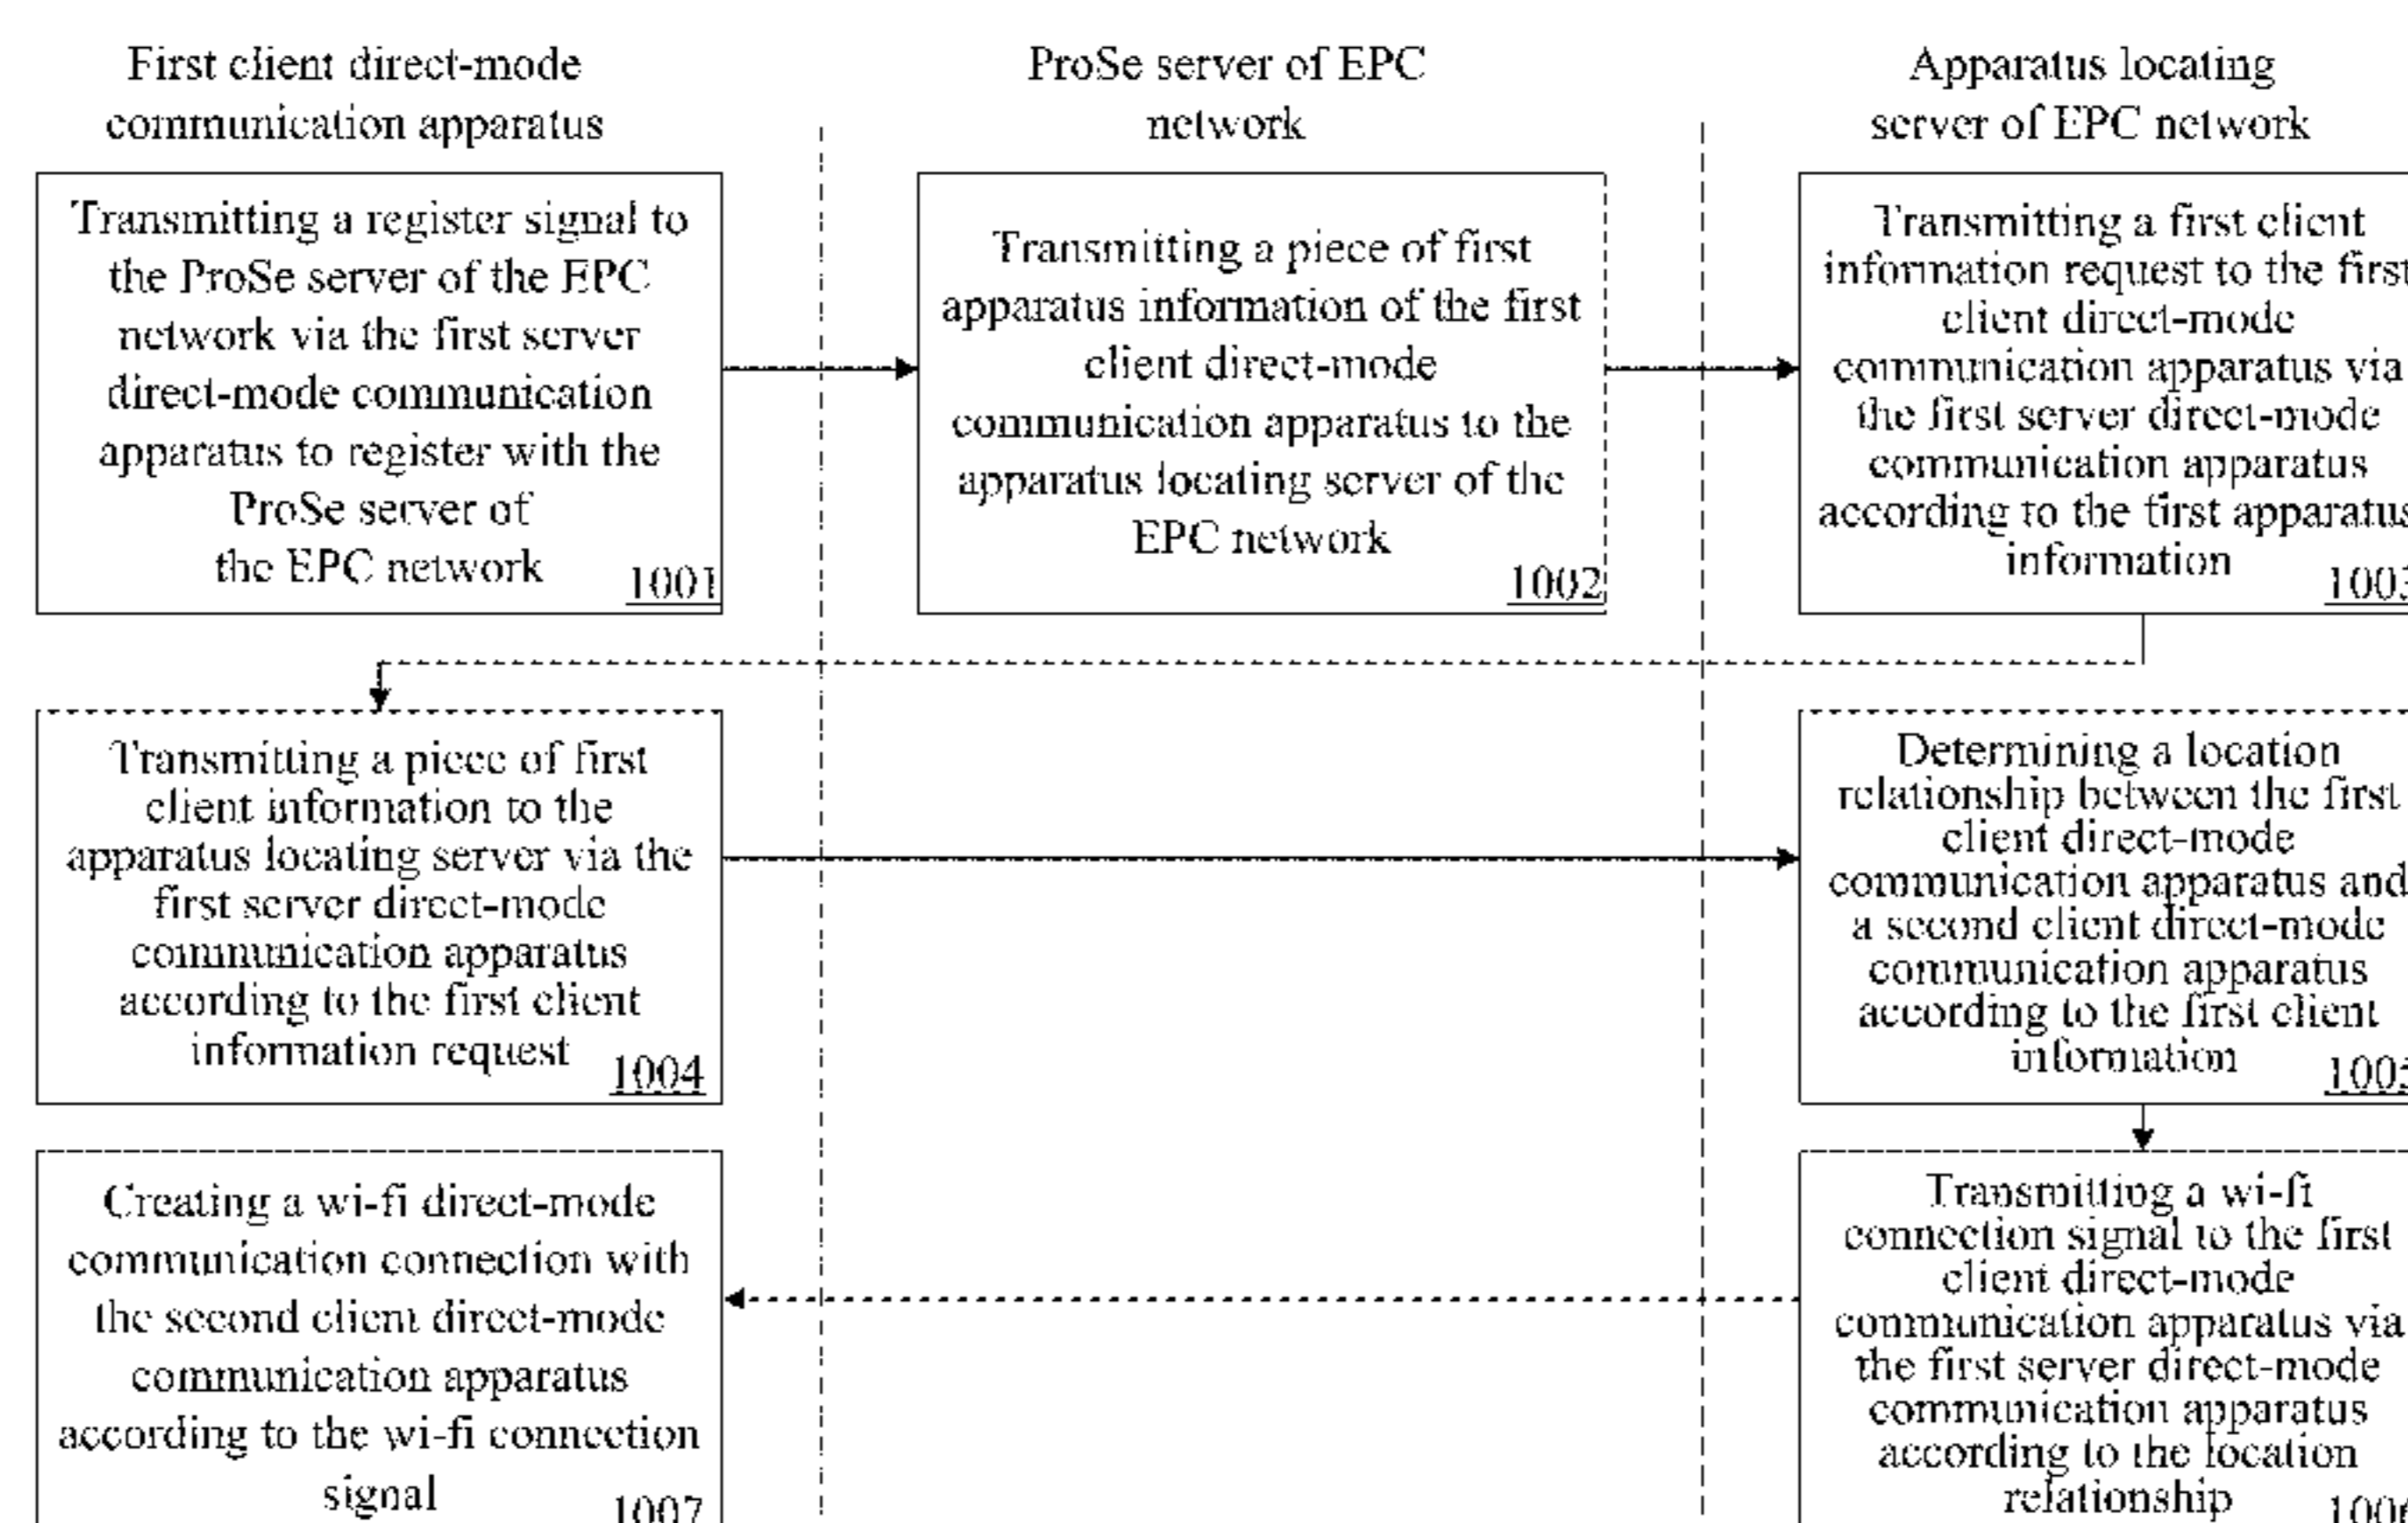 First client direct-mode
communication apparatus
ProSe server of EPC
network
Apparatus locating
server of EPC network
Transmitting a register signal to
the ProSe server of the EPC
network via the first server
direct-mode communication
apparatus to register with the
ProSe server of
the EPC network
1001
Transmitting a piece of first
apparatus information of the first
client direct-mode
communication apparatus to the
apparatus locating server of the
EPC network
1002
Transmitting a first client
information request to the first
client direct-mode
communication apparatus via
the first server direct-mode
communication apparatus
according to the first apparatus
information
1003
Transmitting a piece of first
client information to the
apparatus locating server via the
first server direct-mode
communication apparatus
according to the first client
information request
1004
Determining a location
relationship between the first
client direct-mode
communication apparatus and
a second client direct-mode
communication apparatus
according to the first client
information
1005
Creating a wi-fi direct-mode
communication connection with
the second client direct-mode
communication apparatus
according to the wi-fi connection
signal
1007
Transmitting a wi-fi
connection signal to the first
client direct-mode
communication apparatus via
the first server direct-mode
communication apparatus
according to the location
relationship
1006